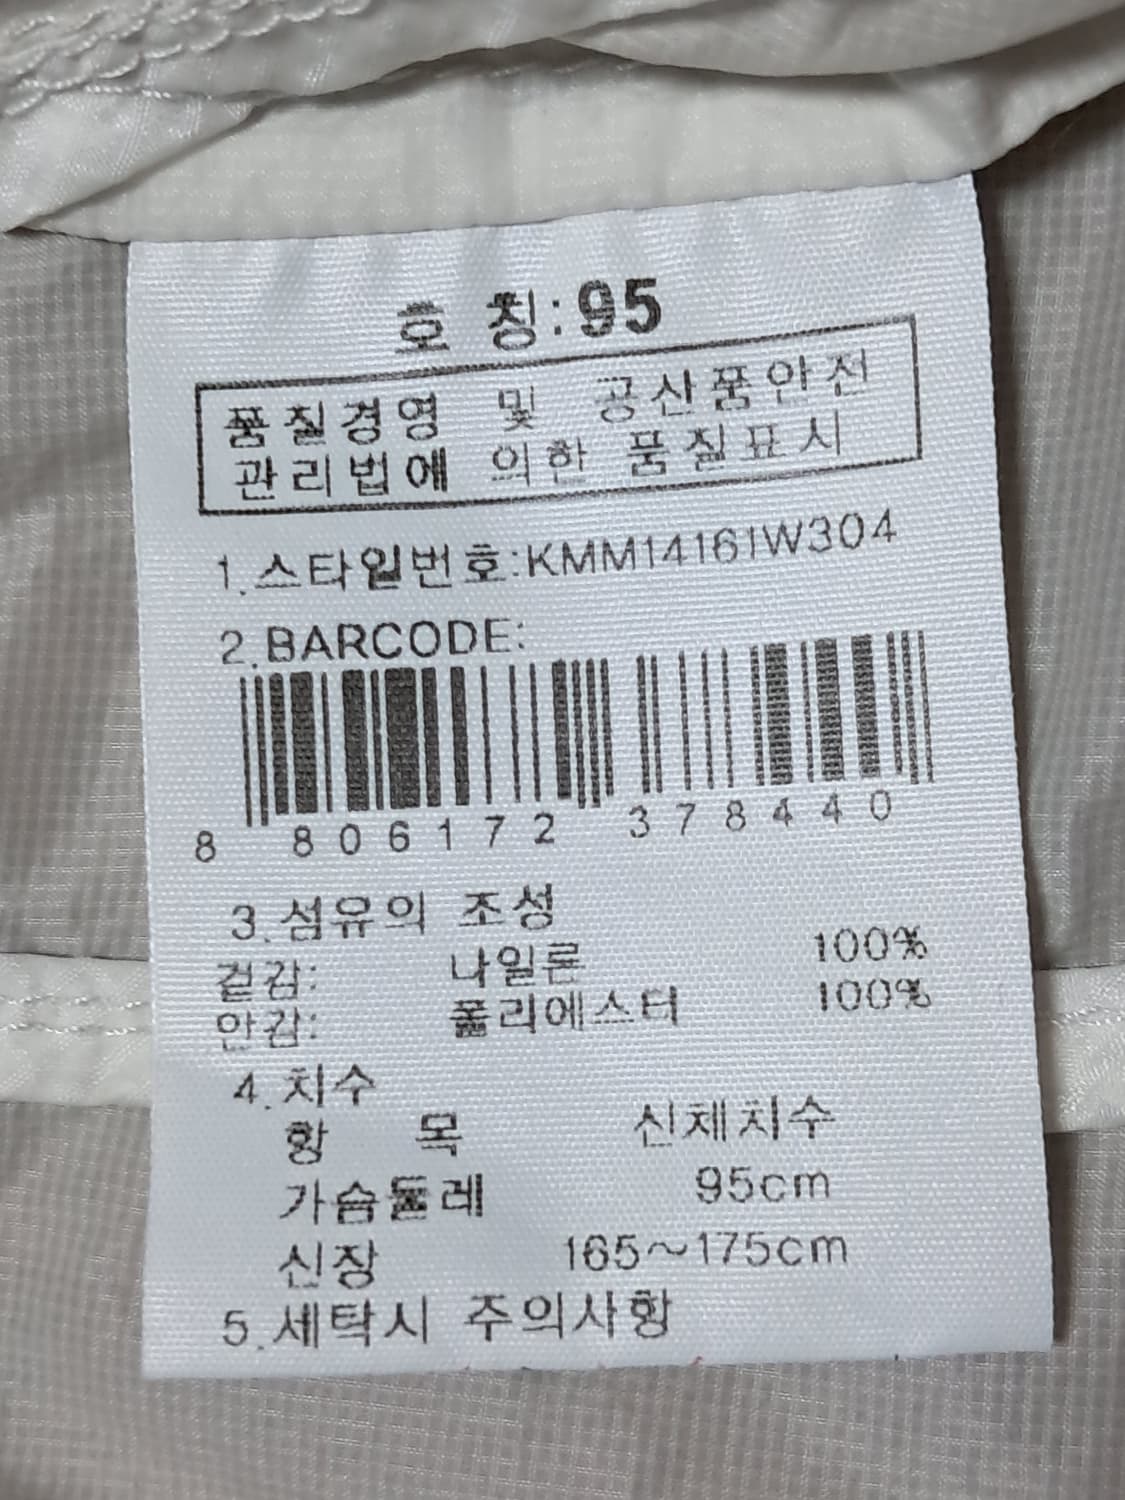 호 칭:95
품질경영 및 공산품안전
관리법에 의한 품질표시
1.스타일번호:KMM14161W304
2.BARCODE:
8 806172 378440
3.섬유의 조성
겉감: 나일론 100%
안감: 폴리에스터 100%
4.치수
항 목 신체치수
가슴둘레 95cm
신장 165~175cm
5.세탁시 주의사항